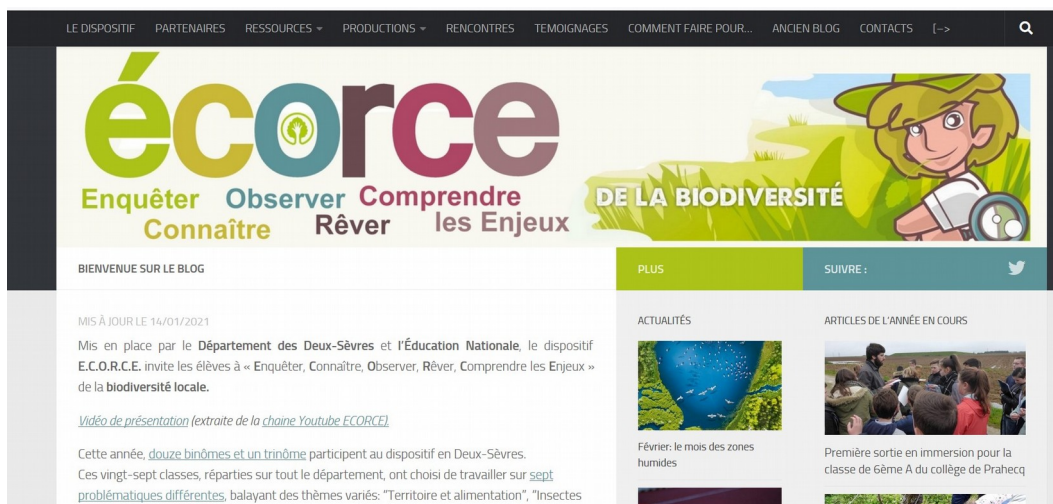 LE DISPOSITIF PARTENAIRES RESSOURCES PRODUCTIONS RENCONTRES TEMOIGNAGES COMMENT FAIRE POUR... ANCIEN BLOG CONTACTS [–>
écorce
Enquêter Observer Comprendre
Connaître Rêver les Enjeux
DE LA BIODIVERSITÉ
BIENVENUE SUR LE BLOG
MIS À JOUR LE 14/01/2021
Mis en place par le Département des Deux-Sèvres et l'Éducation Nationale, le dispositif
E.C.O.R.C.E. invite les élèves à « Enquêter, Connaître, Observer, Rêver, Comprendre les Enjeux »
de la biodiversité locale.
Vidéo de présentation (extraite de la chaine Youtube ECORCE).
Cette année, douze binômes et un trinôme participent au dispositif en Deux-Sèvres.
Ces vingt-sept classes, réparties sur tout le département, ont choisi de travailler sur sept
problématiques différentes, balayant des thèmes variés: "Territoire et alimentation", "Insectes
PLUS
ACTUALITÉS
Février: le mois des zones
humides
SUIVRE :
ARTICLES DE L'ANNÉE EN COURS
Première sortie en immersion pour la
classe de 6ème A du collège de Prahecq